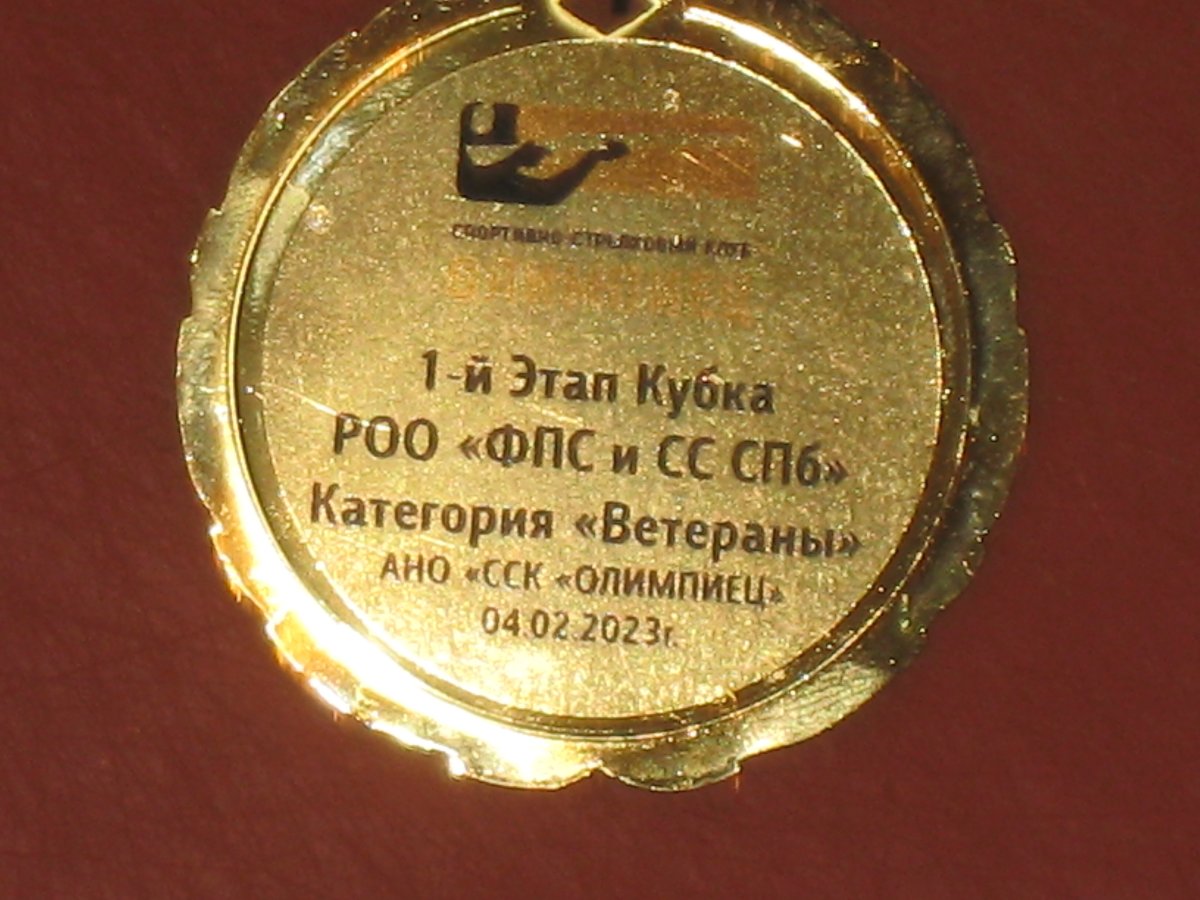 СПОРТИВНО-СТРЕЛКОВЫЙ КЛУБ
1-й Этап Кубка
РОО «ФПС и СС СПб»
Категория «Ветераны»
АНО «ССК «ОЛИМПИЕЦ»
04.02.2023г.